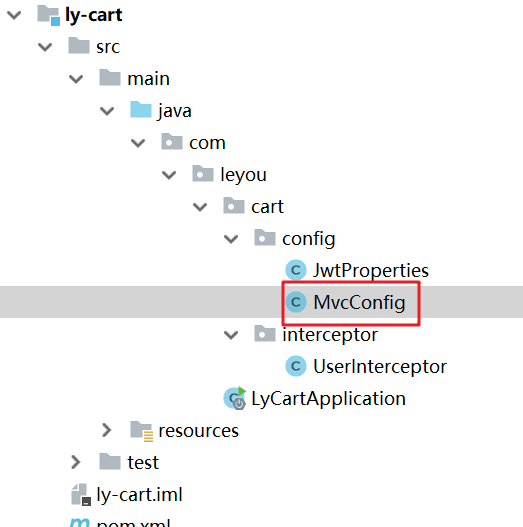 ly-cart
src
main
java
com
leyou
cart
config
JwtProperties
MvcConfig
interceptor
UserInterceptor
LyCartApplication
resources
test
ly-cart.iml
pom.xml